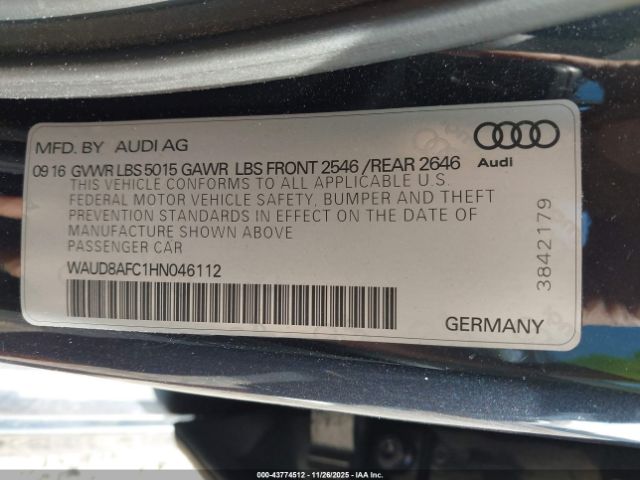 MFD. BY AUDI AG
Audi
09 16 GVWR LBS 5015 GAWR LBS FRONT 2546 / REAR 2646
THIS VEHICLE CONFORMS TO ALL APPLICABLE U.S.
FEDERAL MOTOR VEHICLE SAFETY, BUMPER AND THEFT
PREVENTION STANDARDS IN EFFECT ON THE DATE OF
MANUFACTURE SHOWN ABOVE
PASSENGER CAR
WAUD8AFC1HN046112
3842179
GERMANY
000-43774512 | 11/26/2025 | IAA Inc.